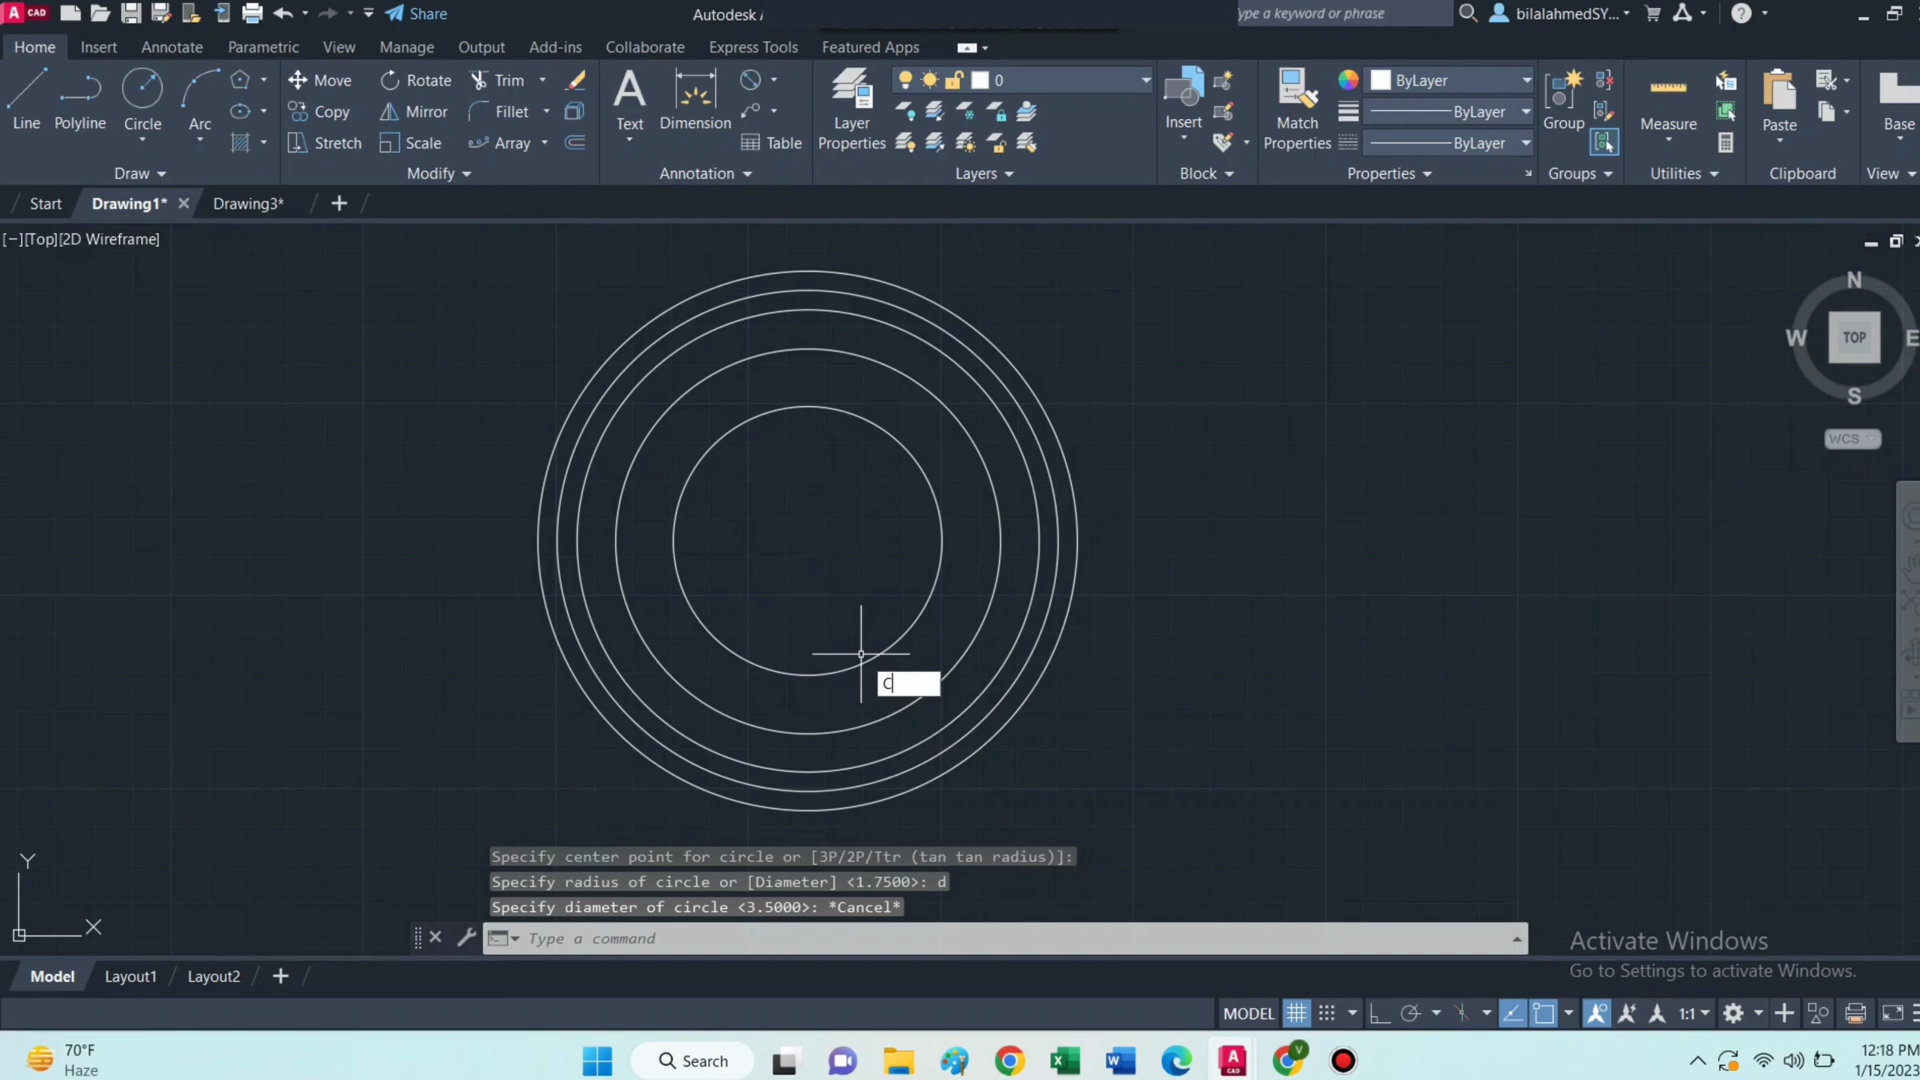 CAD
Share
Autodesk A
ype a keyword or phrase
bilalahmedSY...
Home Insert Annotate Parametric View Manage Output Add-ins Collaborate Express Tools Featured Apps
Line Polyline Circle Arc
Move Rotate Trim
Copy Mirror Fillet
Stretch Scale Array
Text Dimension
Table
Layer Properties
0
Insert
Match Properties
ByLayer
ByLayer
ByLayer
Group
Measure
Paste
Base
Draw Modify Annotation Layers Block Properties Groups Utilities Clipboard View
Start Drawing1* Drawing3*
[−][Top][2D Wireframe]
N
W TOP E
S
WCS
C
Specify center point for circle or [3P/2P/Ttr (tan tan radius)]:
Specify radius of circle or [Diameter] <1.7500>: d
Specify diameter of circle <3.5000>: *Cancel*
Type a command
Y
X
Activate Windows
Go to Settings to activate Windows.
Model Layout1 Layout2
MODEL 1:1
70°F
Haze
Search
12:18 PM
1/15/2023